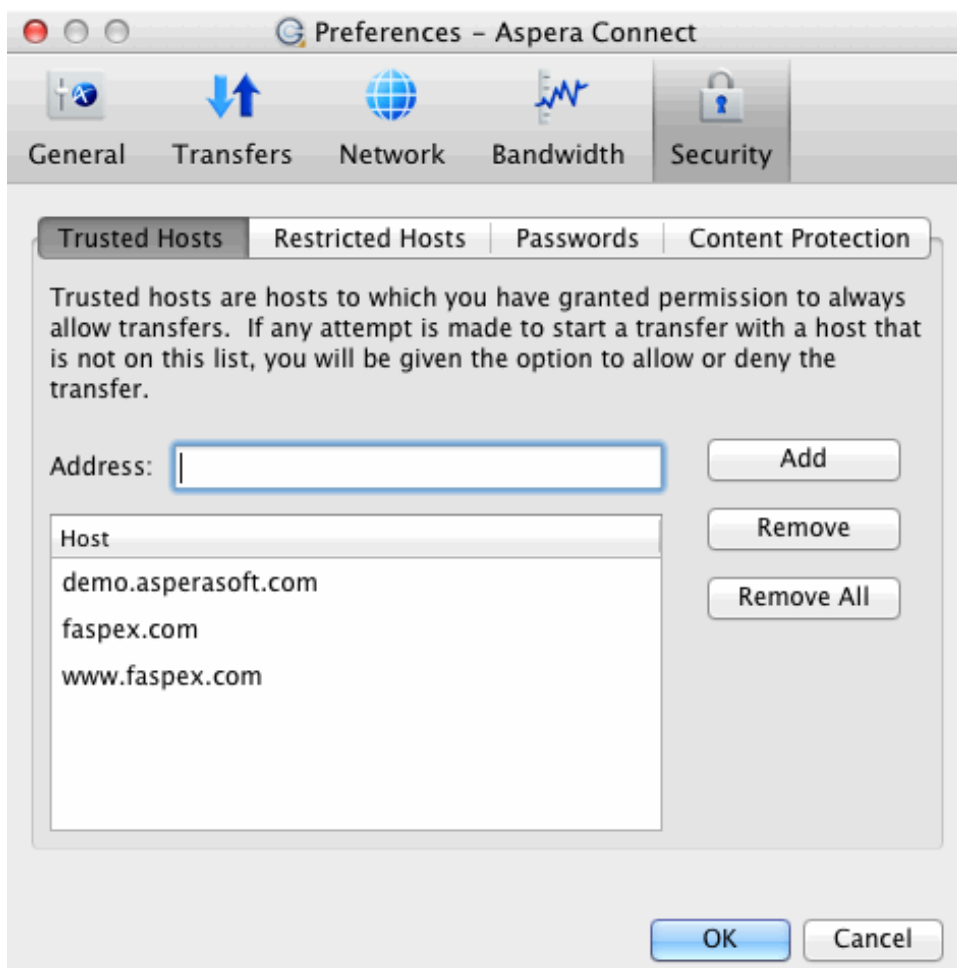 Preferences – Aspera Connect
General Transfers Network Bandwidth Security
Trusted Hosts Restricted Hosts Passwords Content Protection
Trusted hosts are hosts to which you have granted permission to always
allow transfers. If any attempt is made to start a transfer with a host that
is not on this list, you will be given the option to allow or deny the
transfer.
Address: Add
Host Remove
demo.asperasoft.com Remove All
faspex.com
www.faspex.com
OK Cancel